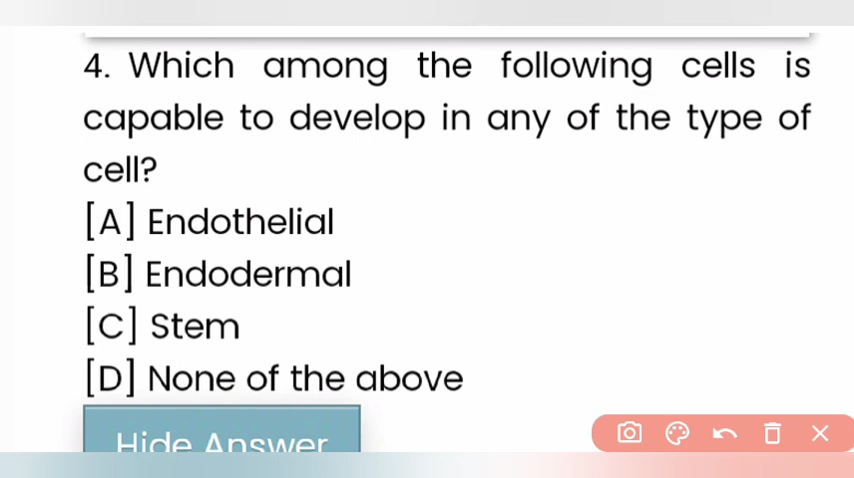 4. Which among the following cells is
capable to develop in any of the type of
cell?
[A] Endothelial
[B] Endodermal
[C] Stem
[D] None of the above
Hide Answer